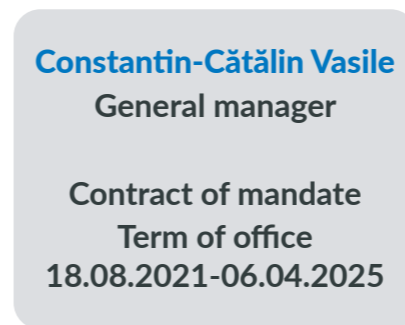 Constantin-Cătălin Vasile
General manager
Contract of mandate
Term of office
18.08.2021-06.04.2025